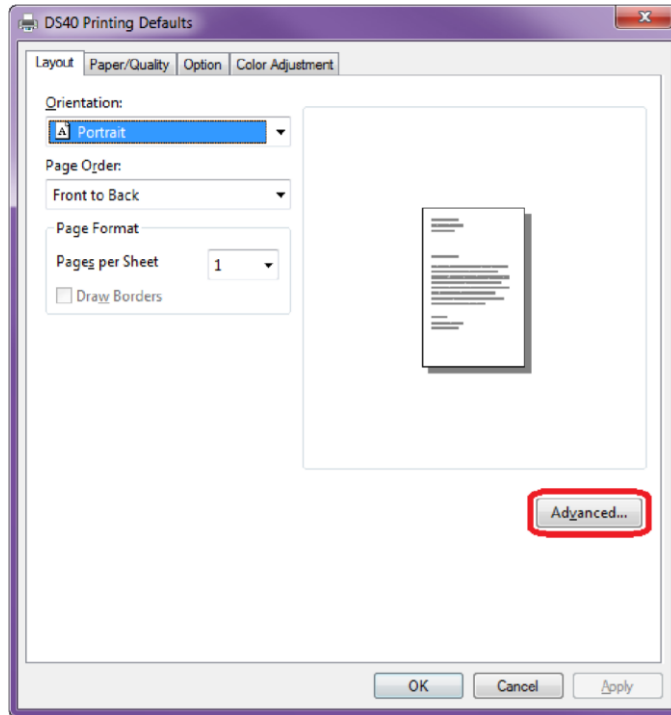 DS40 Printing Defaults
Layout Paper/Quality Option Color Adjustment
Orientation:
A Portrait
Page Order:
Front to Back
Page Format
Pages per Sheet 1
Draw Borders
Advanced...
OK Cancel Apply